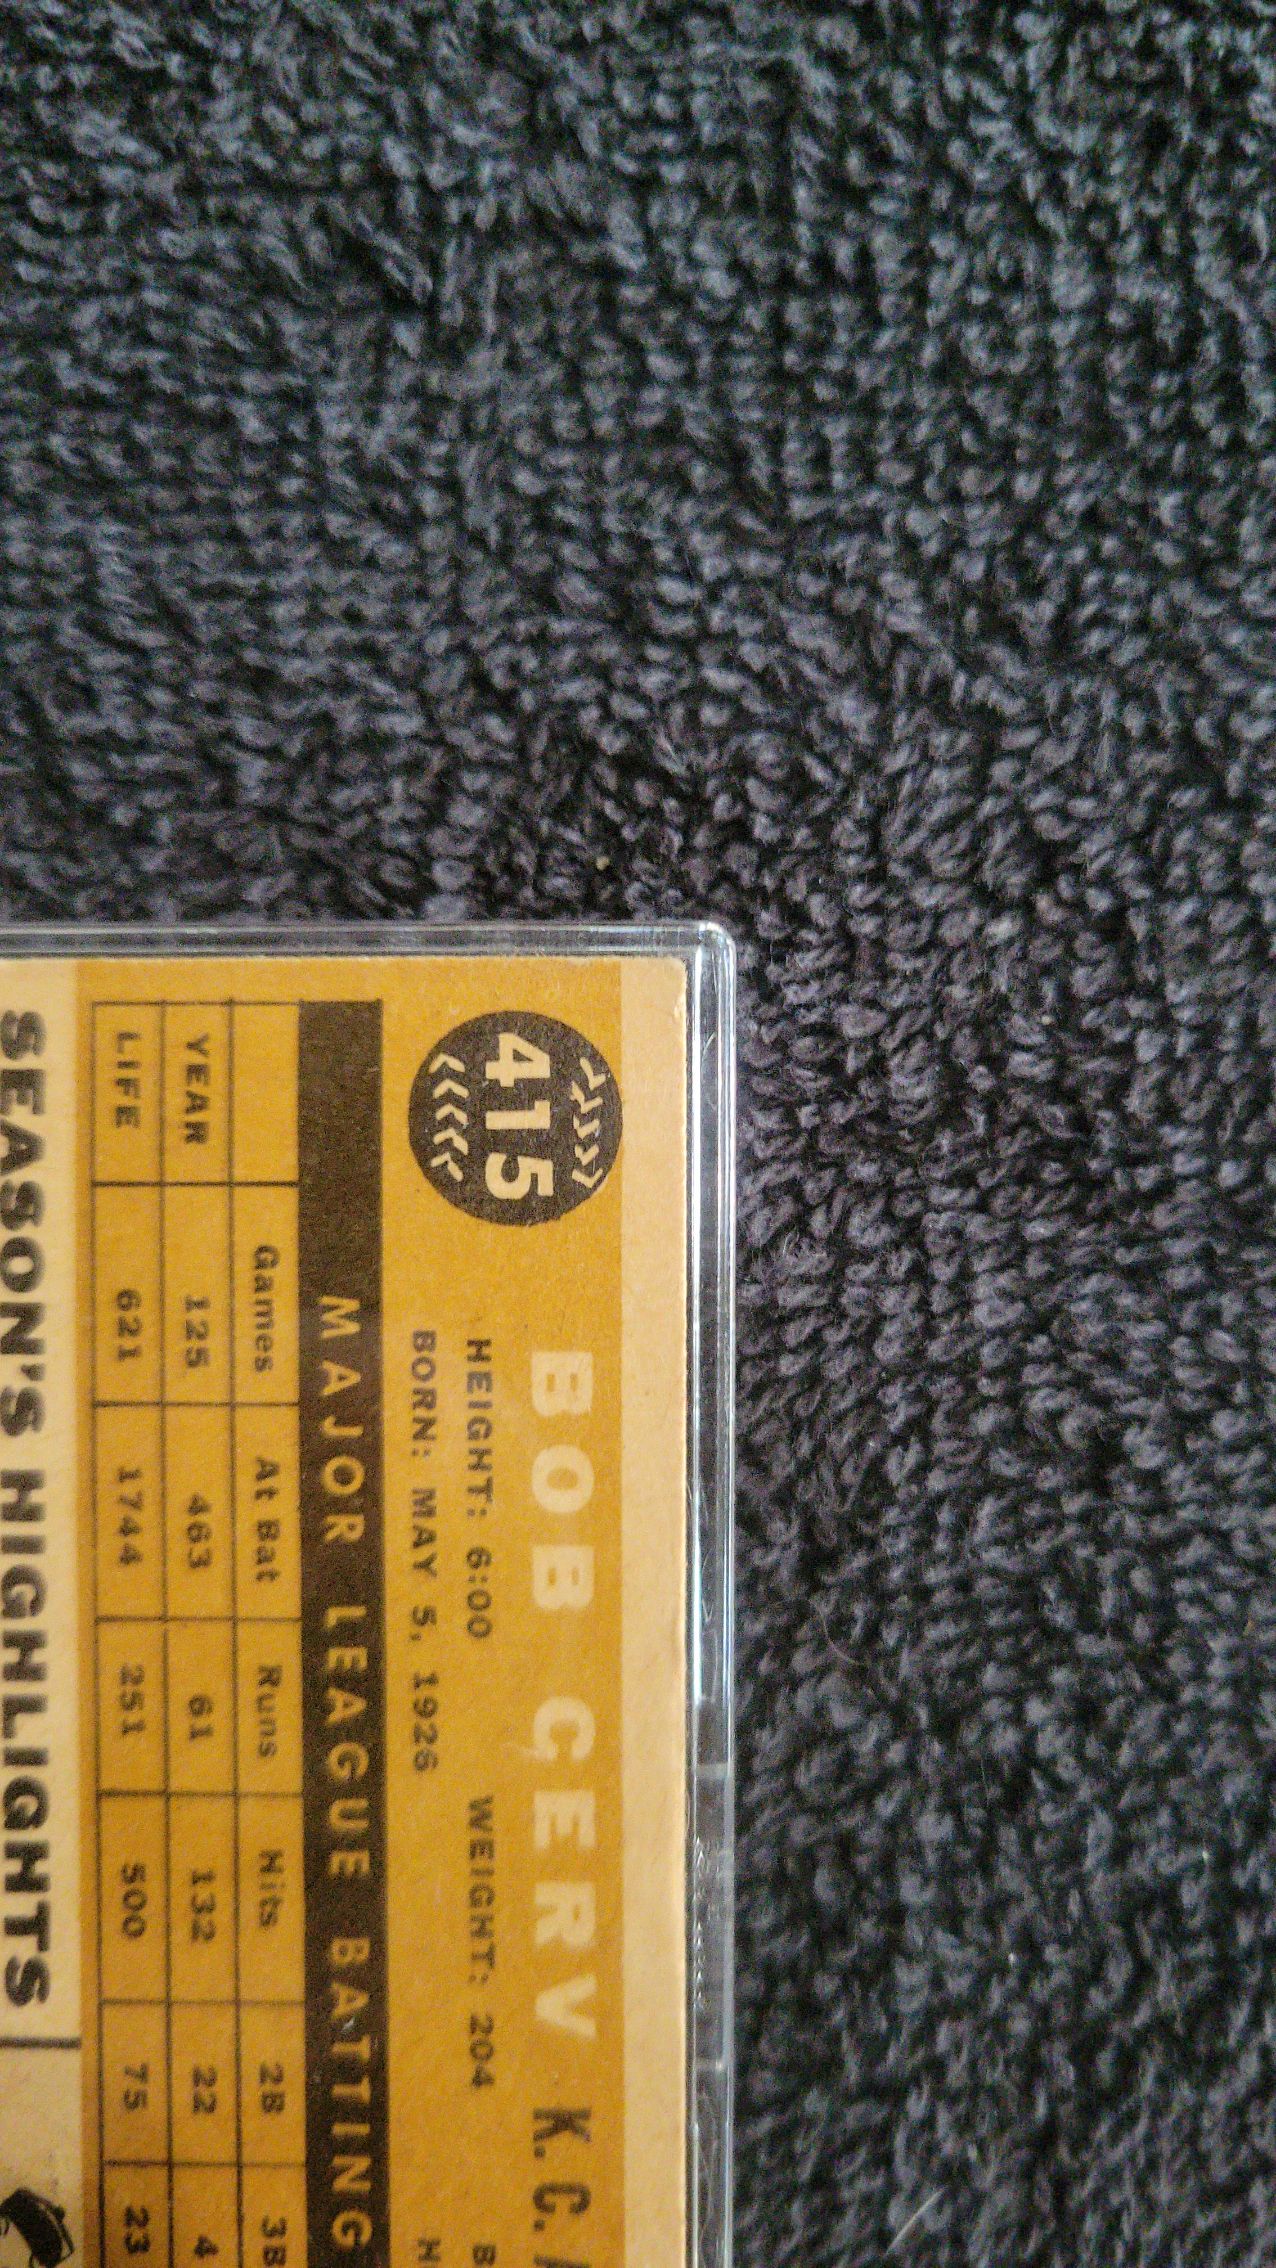 415
BOB CERV K.C.
HEIGHT: 6:00 WEIGHT: 204
BORN: MAY 5, 1926
MAJOR LEAGUE BATTING
Games At Bat Runs Hits 2B 3B
YEAR 125 463 61 132 22 4
LIFE 621 1744 251 500 75 23
SEASON'S HIGHLIGHTS